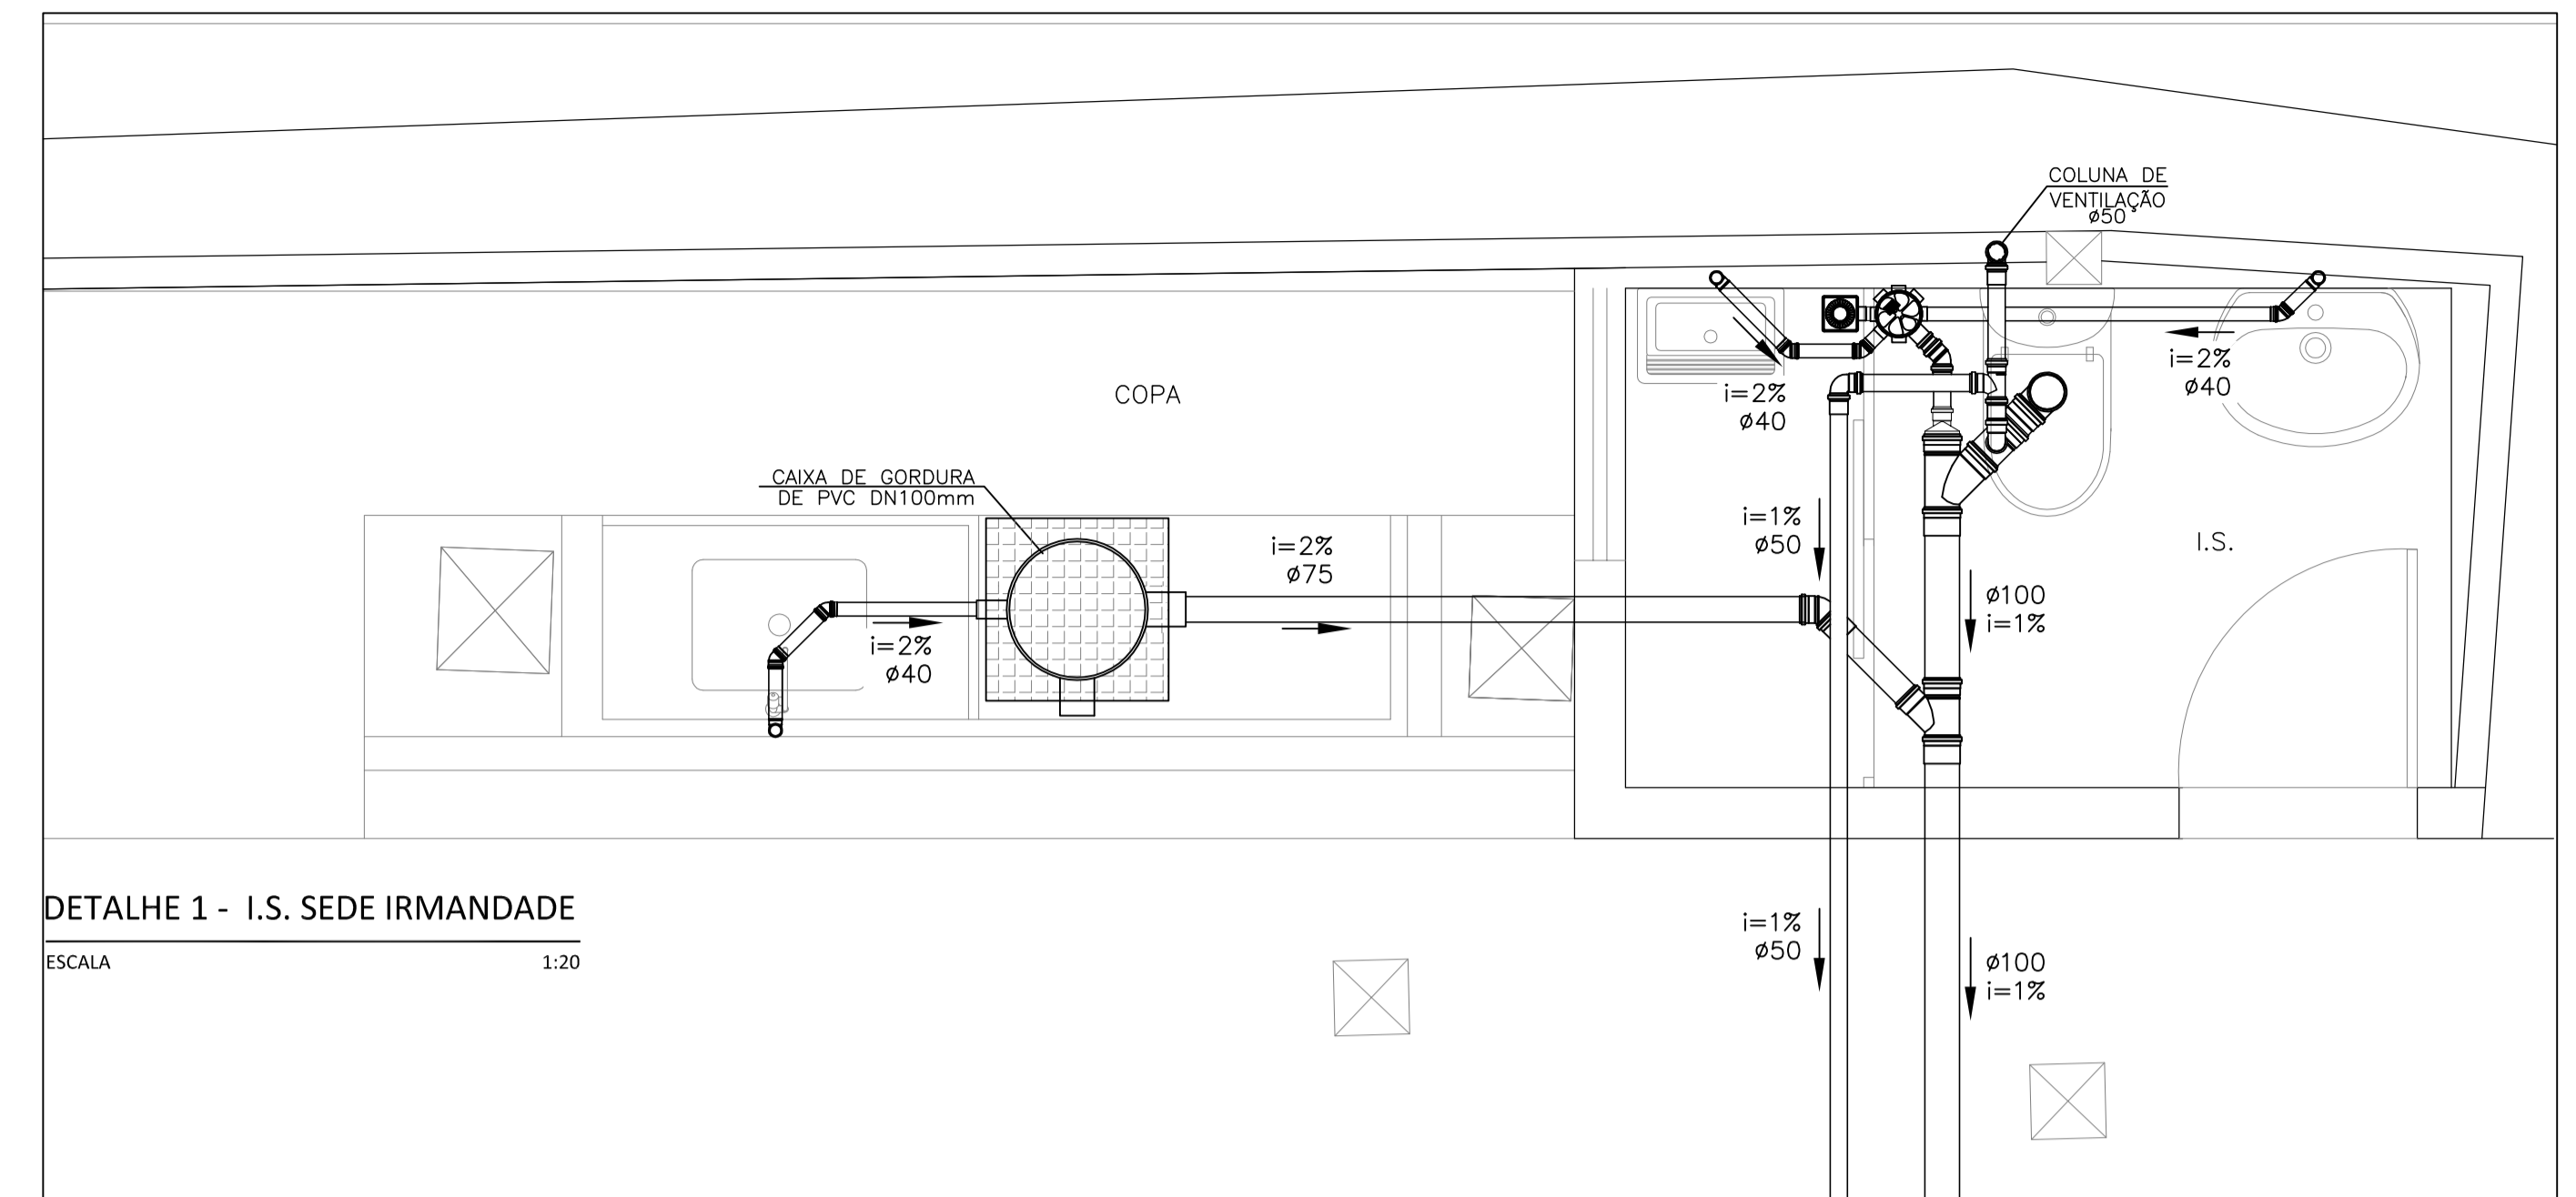 COLUNA DE
VENTILAÇÃO
ø50
i=2%
ø40
i=2%
ø40
COPA
CAIXA DE GORDURA
DE PVC DN100mm
i=2%
ø75
i=1%
ø50
I.S.
ø100
i=1%
i=2%
ø40
DETALHE 1 - I.S. SEDE IRMANDADE
ESCALA 1:20
i=1%
ø50
ø100
i=1%